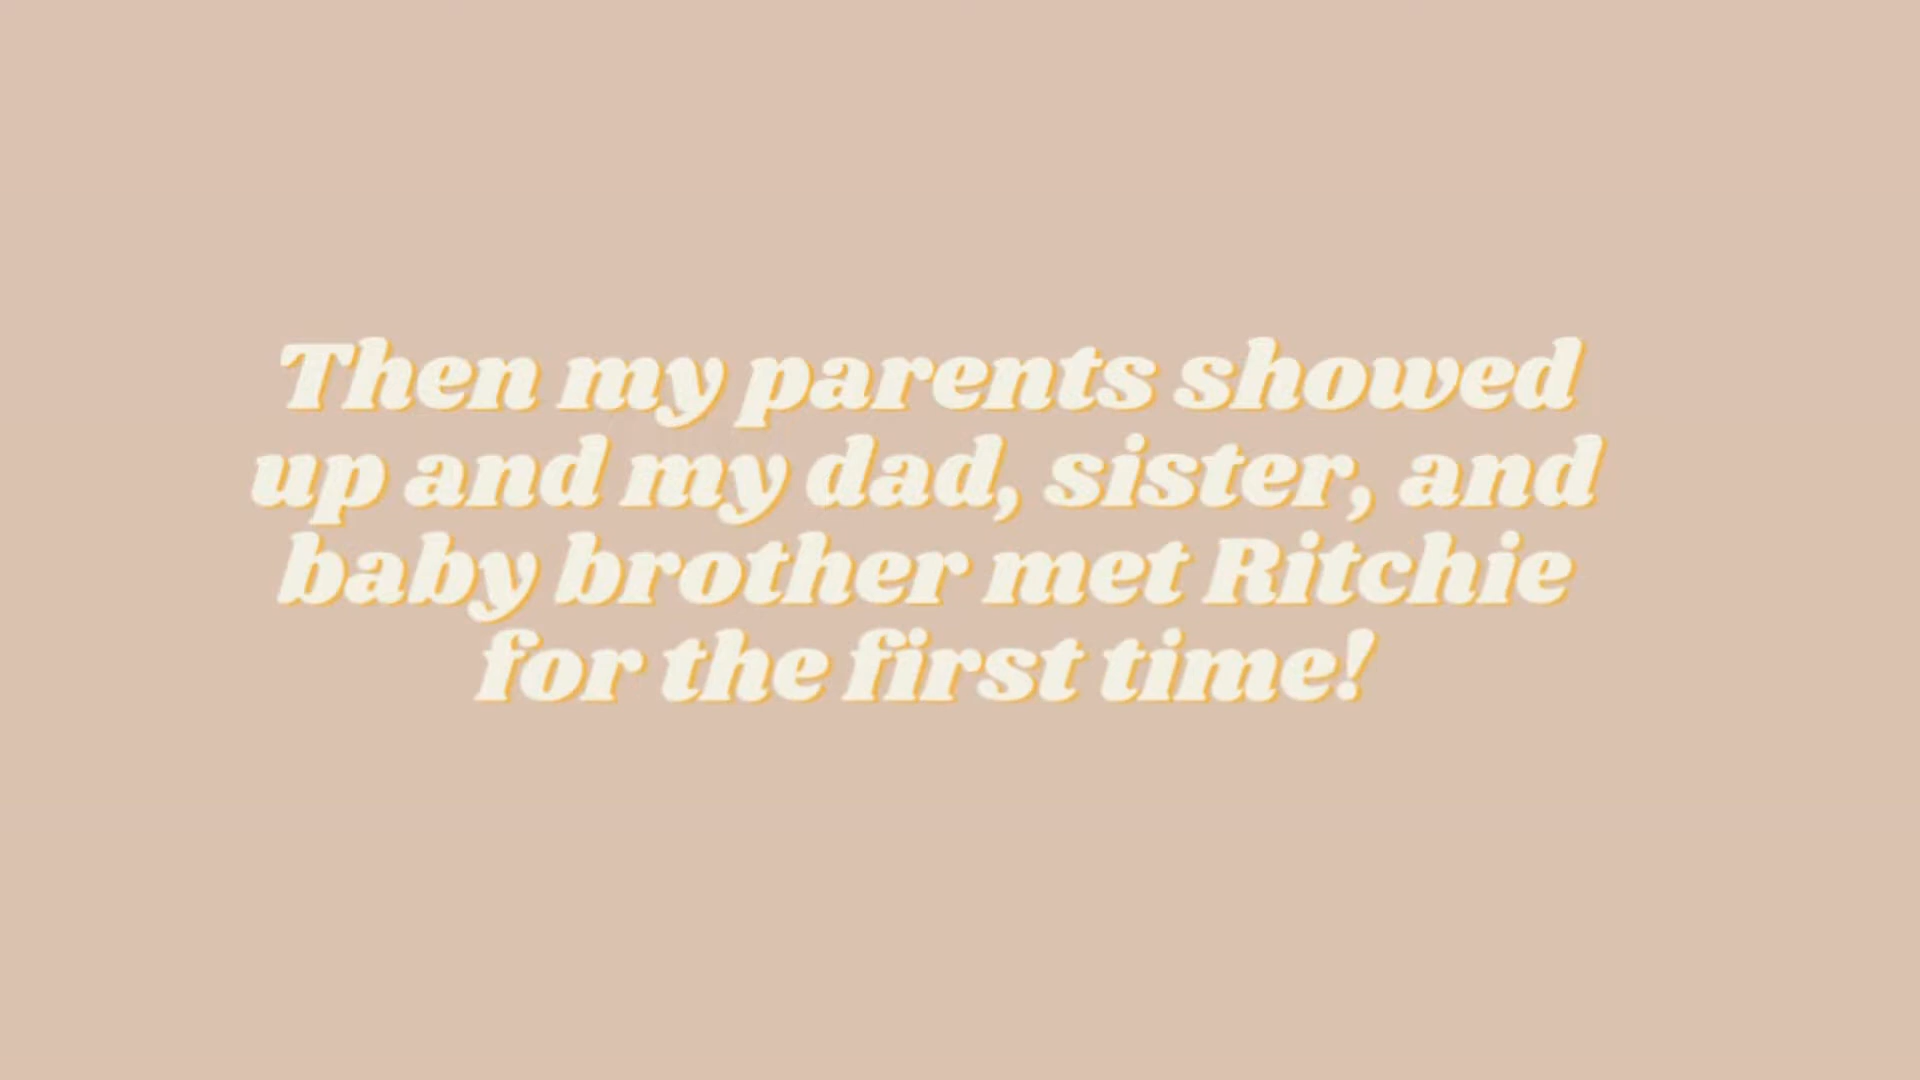 Then my parents showed
up and my dad, sister, and
baby brother met Ritchie
for the first time!